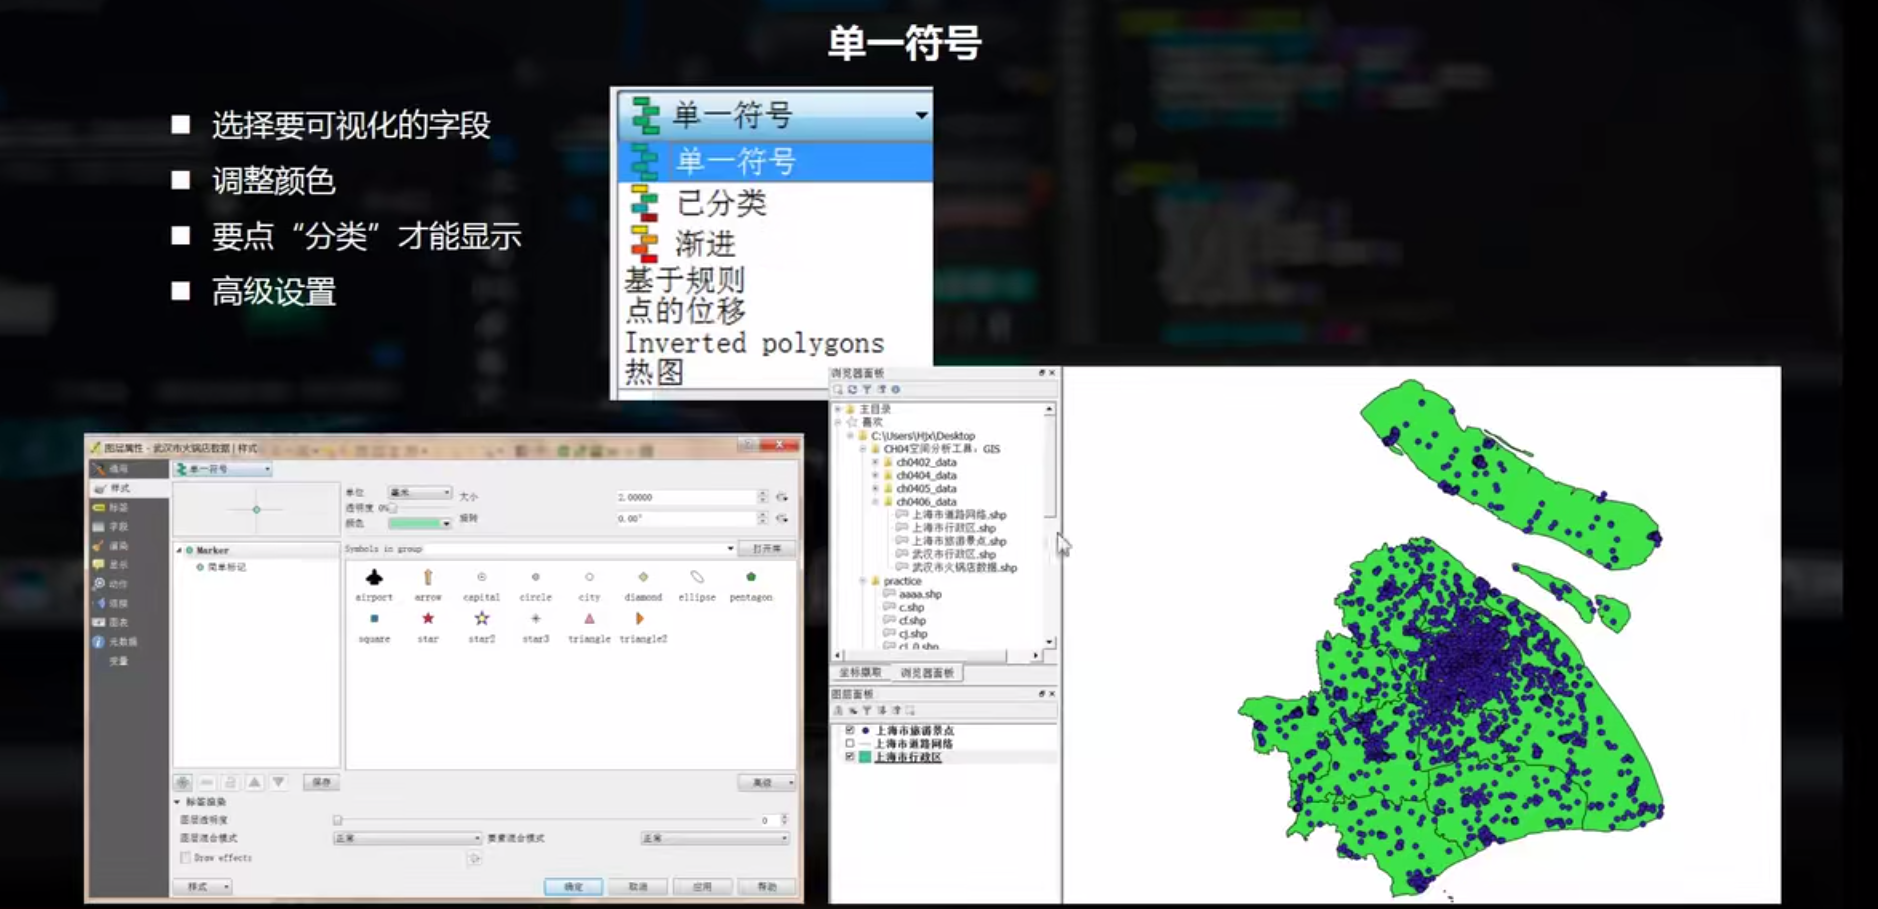 单一符号
选择要可视化的字段
调整颜色
要点“分类”才能显示
高级设置
单一符号
单一符号
已分类
渐进
基于规则
点的位移
Inverted polygons
热图
图层属性 - 武汉市火锅店数据 | 样式
通用
样式
标签
字段
渲染
显示
动作
连接
图表
元数据
变量
单一符号
单位 毫米 大小 2.00000
透明度 0%
颜色 旋转 0.00°
Marker
简单标记
Symbols in group 打开库
airport arrow capital circle city diamond ellipse pentagon
square star star2 star3 triangle triangle2
保存 高级
标签渲染
图层透明度 0
图层混合模式 正常 要素混合模式 正常
Draw effects
样式 确定 取消 应用 帮助
浏览器面板
主目录
喜欢
C:\Users\Hjx\Desktop
CH04空间分析工具：GIS
ch0402_data
ch0404_data
ch0405_data
ch0406_data
上海市道路网络.shp
上海市行政区.shp
上海市旅游景点.shp
武汉市行政区.shp
武汉市火锅店数据.shp
practice
aaaa.shp
c.shp
cf.shp
cj.shp
cj_0.shp
坐标撷取 浏览器面板
图层面板
上海市旅游景点
上海市道路网络
上海市行政区